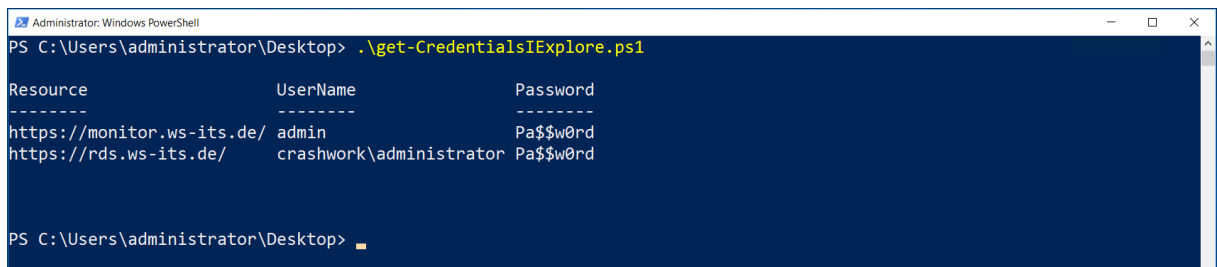 Administrator: Windows PowerShell
PS C:\Users\administrator\Desktop> .\get-CredentialsIExplore.ps1
Resource UserName Password
-------- -------- --------
https://monitor.ws-its.de/ admin Pa$$w0rd
https://rds.ws-its.de/ crashwork\administrator Pa$$w0rd
PS C:\Users\administrator\Desktop>